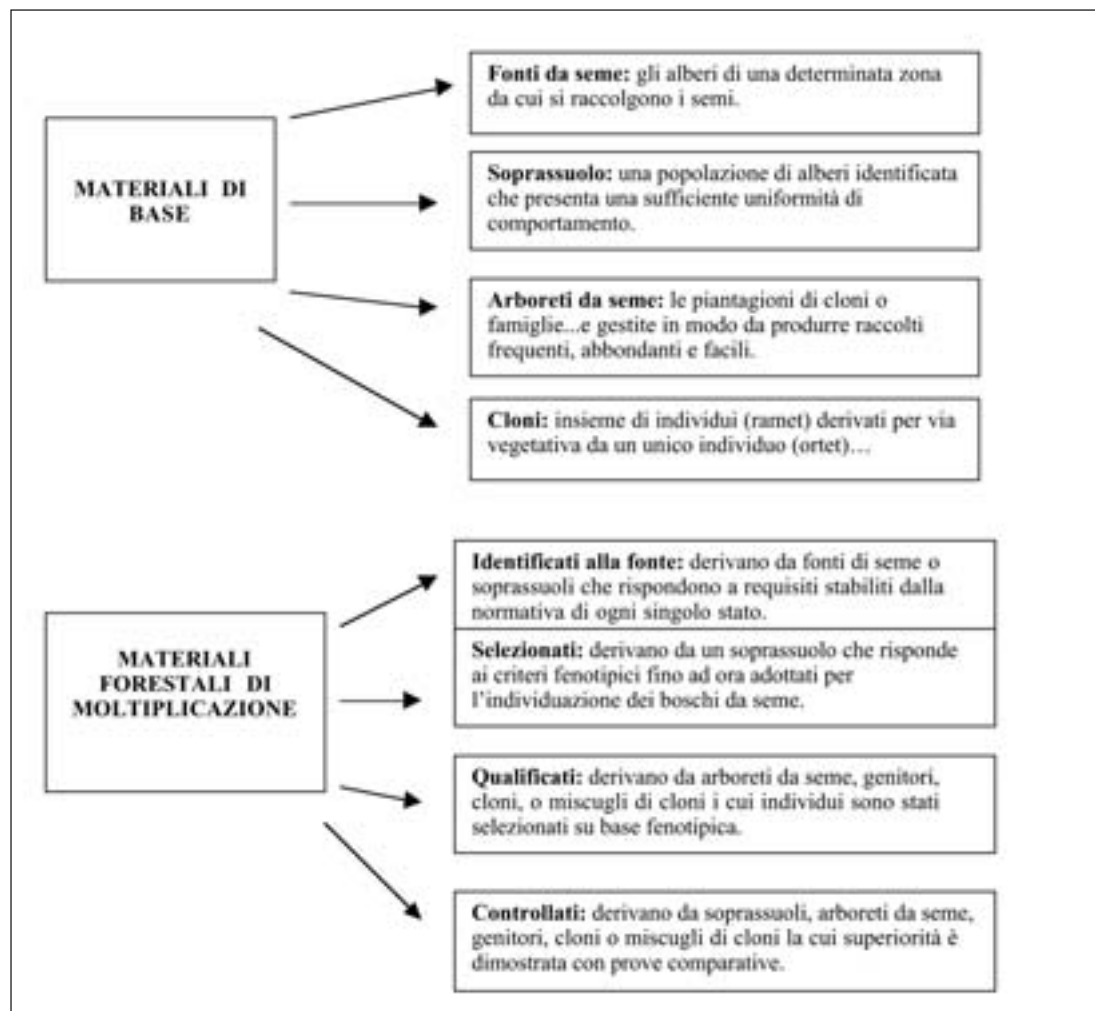 Fonti da seme: gli alberi di una determinata zona
da cui si raccolgono i semi.
MATERIALI DI
BASE
Soprassuolo: una popolazione di alberi identificata
che presenta una sufficiente uniformità di
comportamento.
Arboreti da seme: le piantagioni di cloni o
famiglie...e gestite in modo da produrre raccolti
frequenti, abbondanti e facili.
Cloni: insieme di individui (ramet) derivati per via
vegetativa da un unico individuo (ortet)…
Identificati alla fonte: derivano da fonti di seme o
soprassuoli che rispondono a requisiti stabiliti dalla
normativa di ogni singolo stato.
MATERIALI
FORESTALI DI
MOLTIPLICAZIONE
Selezionati: derivano da un soprassuolo che risponde
ai criteri fenotipici fino ad ora adottati per
l’individuazione dei boschi da seme.
Qualificati: derivano da arboreti da seme, genitori,
cloni, o miscugli di cloni i cui individui sono stati
selezionati su base fenotipica.
Controllati: derivano da soprassuoli, arboreti da seme,
genitori, cloni o miscugli di cloni la cui superiorità è
dimostrata con prove comparative.